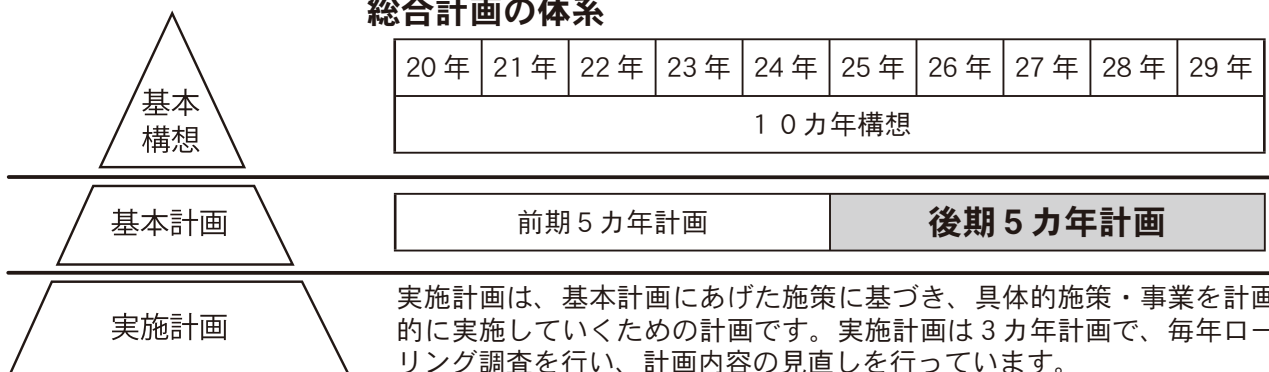 総合計画の体系
20年 21年 22年 23年 24年 25年 26年 27年 28年 29年
10カ年構想
基本
構想
基本計画
前期5カ年計画
後期5カ年計画
実施計画
実施計画は、基本計画にあげた施策に基づき、具体的施策・事業を計画
的に実施していくための計画です。実施計画は3カ年計画で、毎年ロー
リング調査を行い、計画内容の見直しを行っています。